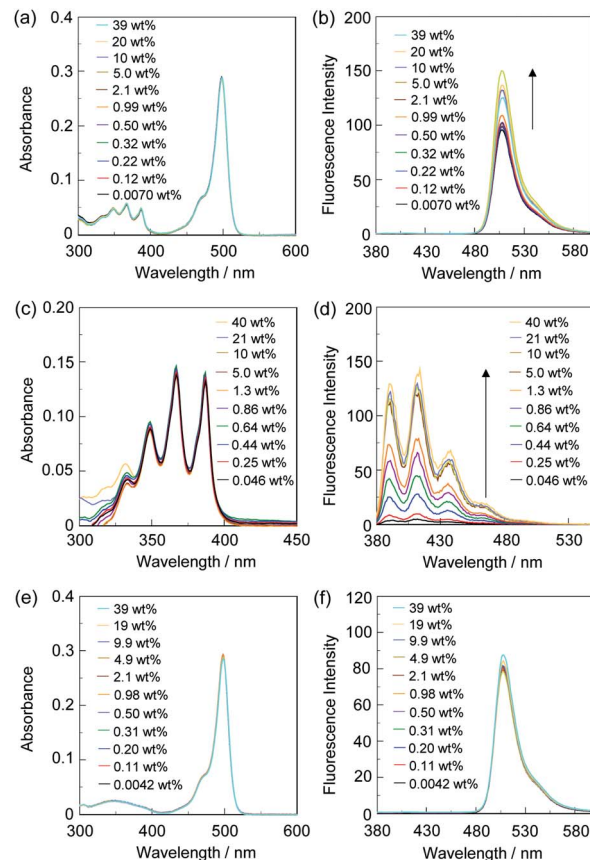 (a)
39 wt%
20 wt%
10 wt%
5.0 wt%
2.1 wt%
0.99 wt%
0.50 wt%
0.32 wt%
0.22 wt%
0.12 wt%
0.0070 wt%
0.4
0.3
0.2
0.1
0
Absorbance
300 400 500 600
Wavelength / nm
(b)
39 wt%
20 wt%
10 wt%
5.0 wt%
2.1 wt%
0.99 wt%
0.50 wt%
0.32 wt%
0.22 wt%
0.12 wt%
0.0070 wt%
200
150
100
50
0
Fluorescence Intensity
380 430 480 530 580
Wavelength / nm
(c)
40 wt%
21 wt%
10 wt%
5.0 wt%
1.3 wt%
0.86 wt%
0.64 wt%
0.44 wt%
0.25 wt%
0.046 wt%
0.20
0.15
0.10
0.05
0
Absorbance
300 350 400 450
Wavelength / nm
(d)
40 wt%
21 wt%
10 wt%
5.0 wt%
1.3 wt%
0.86 wt%
0.64 wt%
0.44 wt%
0.25 wt%
0.046 wt%
200
150
100
50
0
Fluorescence Intensity
380 430 480 530
Wavelength / nm
(e)
39 wt%
19 wt%
9.9 wt%
4.9 wt%
2.1 wt%
0.98 wt%
0.50 wt%
0.31 wt%
0.20 wt%
0.11 wt%
0.0042 wt%
0.4
0.3
0.2
0.1
0
Absorbance
300 400 500 600
Wavelength / nm
(f)
39 wt%
19 wt%
9.9 wt%
4.9 wt%
2.1 wt%
0.98 wt%
0.50 wt%
0.31 wt%
0.20 wt%
0.11 wt%
0.0042 wt%
120
100
80
60
40
20
0
Fluorescence Intensity
380 430 480 530 580
Wavelength / nm